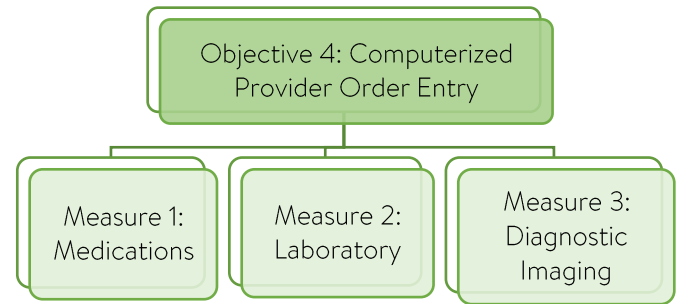 Objective 4: Computerized
Provider Order Entry
Measure 1:
Medications
Measure 2:
Laboratory
Measure 3:
Diagnostic
Imaging